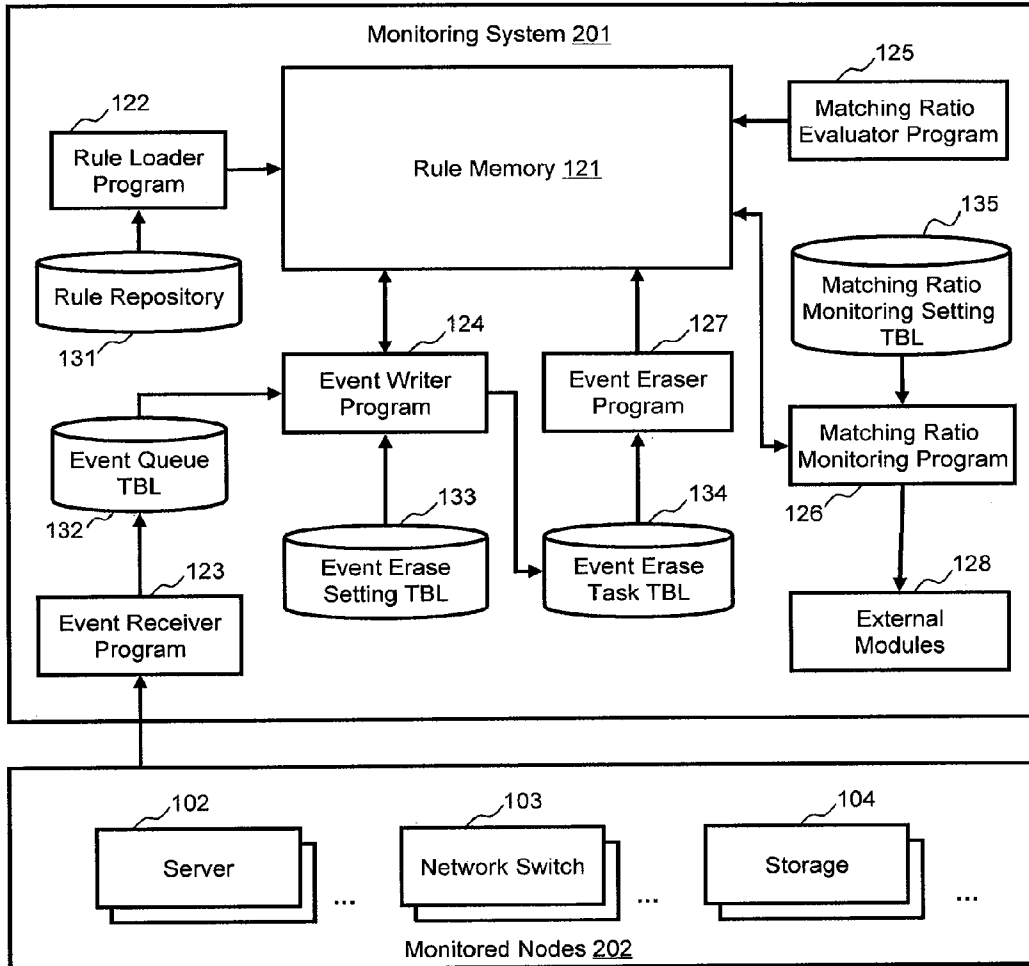 Monitoring System 201
125
Matching Ratio
Evaluator Program
122
Rule Loader
Program
Rule Memory 121
135
Matching Ratio
Monitoring Setting
TBL
Rule Repository
131
124
Event Writer
Program
127
Event Eraser
Program
Matching Ratio
Monitoring Program
126
Event Queue
TBL
132
133
Event Erase
Setting TBL
134
Event Erase
Task TBL
123
Event Receiver
Program
128
External
Modules
102
Server
...
103
Network Switch
...
104
Storage
...
Monitored Nodes 202